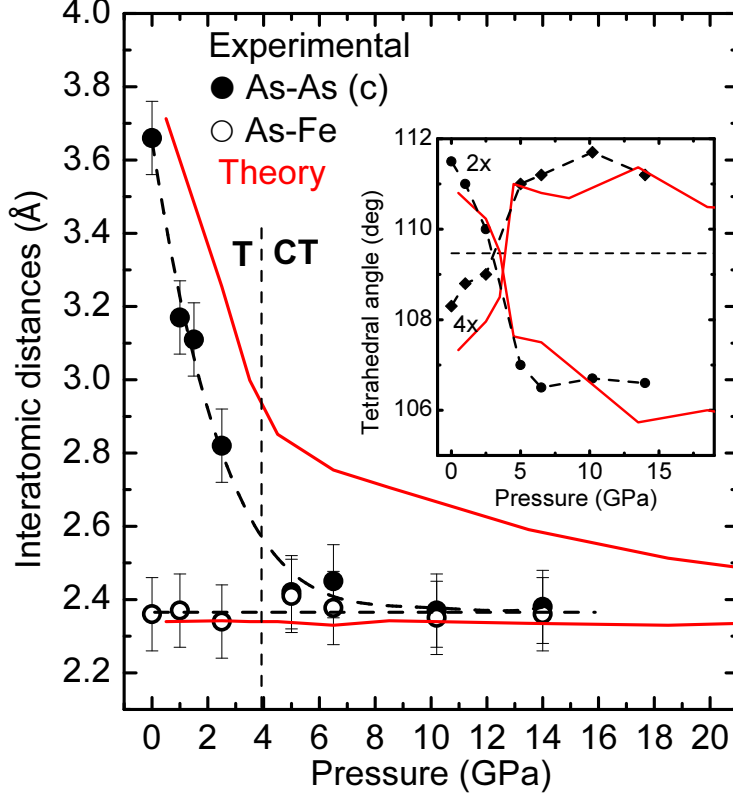 Experimental
As-As (c)
As-Fe
Theory
T
CT
Interatomic distances (Å)
3.8
3.6
3.4
3.2
3.0
2.8
2.6
2.4
2.2
0 2 4 6 8 10 12 14 16 18 20
Pressure (GPa)
2x
4x
Tetrahedral angle (deg)
112
110
108
106
0 5 10 15
Pressure (GPa)